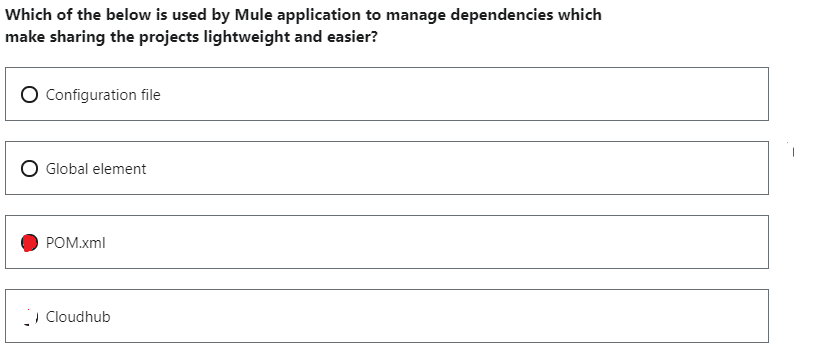 Which of the below is used by Mule application to manage dependencies which
make sharing the projects lightweight and easier?
Configuration file
Global element
POM.xml
Cloudhub